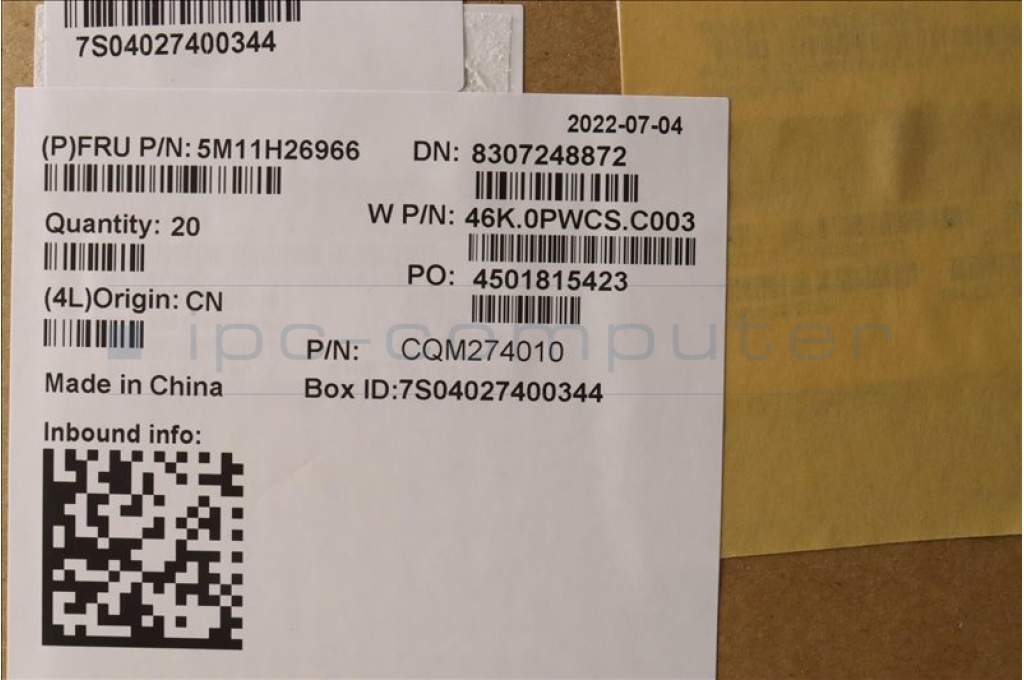 7S04027400344
2022-07-04
(P)FRU P/N: 5M11H26966
DN: 8307248872
Quantity: 20
W P/N: 46K.0PWCS.C003
PO: 4501815423
(4L)Origin: CN
P/N: CQM274010
Made in China
Box ID:7S04027400344
Inbound info:
ipc-computer